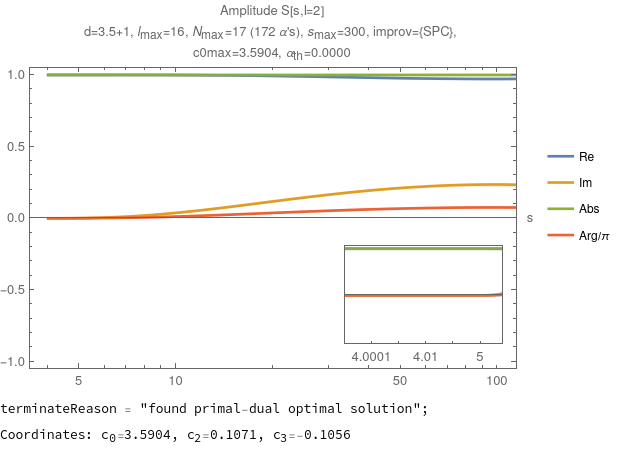 Amplitude S[s,l=2]
d=3.5+1, lmax=16, Nmax=17 (172 α's), smax=300, improv={SPC},
c0max=3.5904, αth=0.0000
1.0
0.5
0.0
−0.5
−1.0
5
10
50
100
s
4.0001
4.01
5
Re
Im
Abs
Arg/π
terminateReason = "found primal-dual optimal solution";
Coordinates: c0=3.5904, c2=0.1071, c3=-0.1056